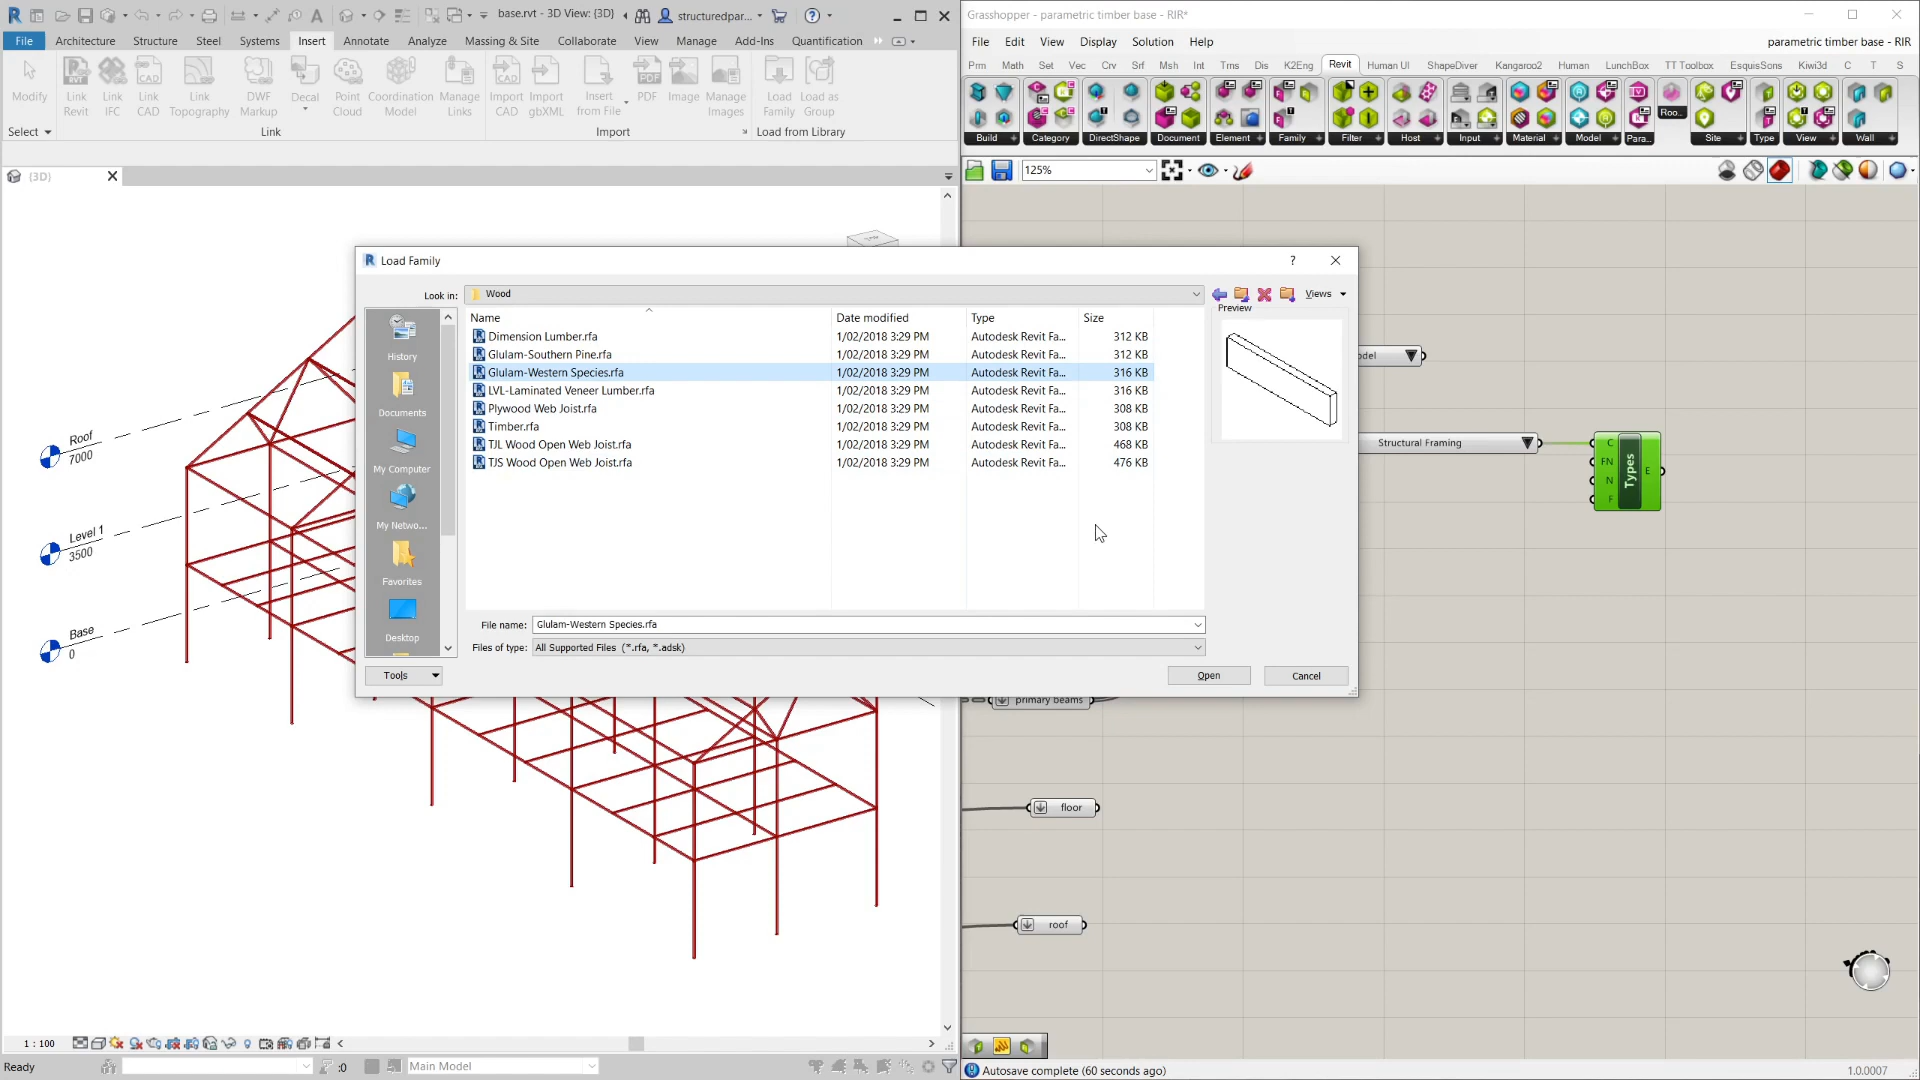 base.rvt - 3D View: {3D}
structuredpar...
File Architecture Structure Steel Systems Insert Annotate Analyze Massing & Site Collaborate View Manage Add-Ins Quantification
Modify
Link Revit
Link IFC
Link CAD
Link Topography
DWF Markup
Decal
Point Cloud
Coordination Model
Manage Links
Import CAD
Import gbXML
Insert from File
PDF
Image
Manage Images
Load Family
Load as Group
Select
Link
Import
Load from Library
{3D}
Roof
7000
Level 1
3500
Base
0
1 : 100
Ready
:0
Main Model
Grasshopper - parametric timber base - RIR*
File Edit View Display Solution Help
parametric timber base - RIR
Prm Math Set Vec Crv Srf Msh Int Trns Dis K2Eng Revit Human UI ShapeDiver Kangaroo2 Human LunchBox TT Toolbox EsquisSons Kiwi3d C T S
Roo..
Build Category DirectShape Document Element Family Filter Host Input Material Model Para.. Site Type View Wall
125%
odel
Structural Framing
C
FN
N
F
Types
E
primary beams
floor
roof
Autosave complete (60 seconds ago)
1.0.0007
Load Family
Look in:
Wood
Views
Preview
History
Documents
My Computer
My Netwo...
Favorites
Desktop
Name Date modified Type Size
Dimension Lumber.rfa 1/02/2018 3:29 PM Autodesk Revit Fa... 312 KB
Glulam-Southern Pine.rfa 1/02/2018 3:29 PM Autodesk Revit Fa... 312 KB
Glulam-Western Species.rfa 1/02/2018 3:29 PM Autodesk Revit Fa... 316 KB
LVL-Laminated Veneer Lumber.rfa 1/02/2018 3:29 PM Autodesk Revit Fa... 316 KB
Plywood Web Joist.rfa 1/02/2018 3:29 PM Autodesk Revit Fa... 308 KB
Timber.rfa 1/02/2018 3:29 PM Autodesk Revit Fa... 308 KB
TJL Wood Open Web Joist.rfa 1/02/2018 3:29 PM Autodesk Revit Fa... 468 KB
TJS Wood Open Web Joist.rfa 1/02/2018 3:29 PM Autodesk Revit Fa... 476 KB
File name: Glulam-Western Species.rfa
Files of type: All Supported Files (*.rfa, *.adsk)
Tools
Open
Cancel